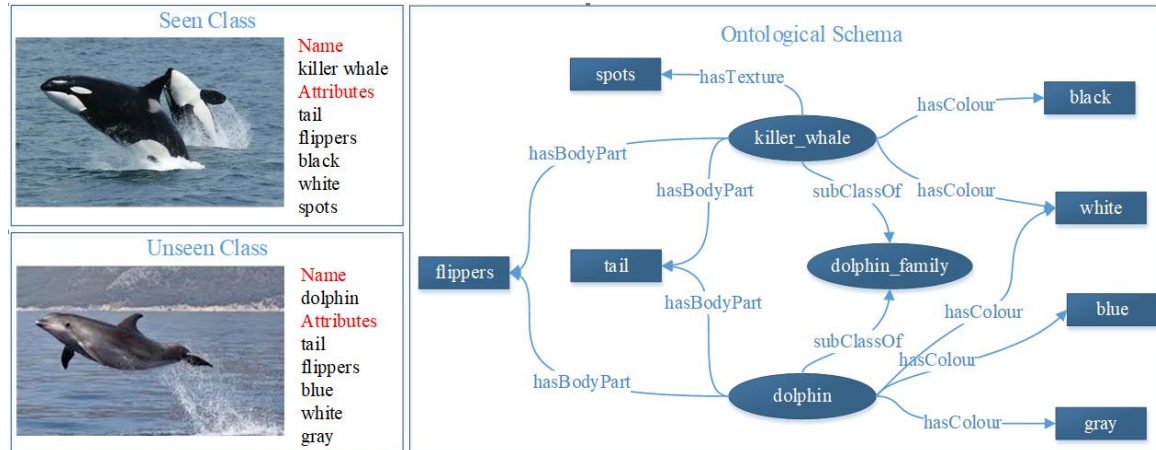 Seen Class
Name
killer whale
Attributes
tail
flippers
black
white
spots
Unseen Class
Name
dolphin
Attributes
tail
flippers
blue
white
gray
Ontological Schema
spots
hasTexture
hasColour
black
killer_whale
hasBodyPart
hasBodyPart
subClassOf
hasColour
white
flippers
tail
dolphin_family
hasBodyPart
hasColour
blue
subClassOf
hasColour
hasBodyPart
dolphin
hasColour
gray